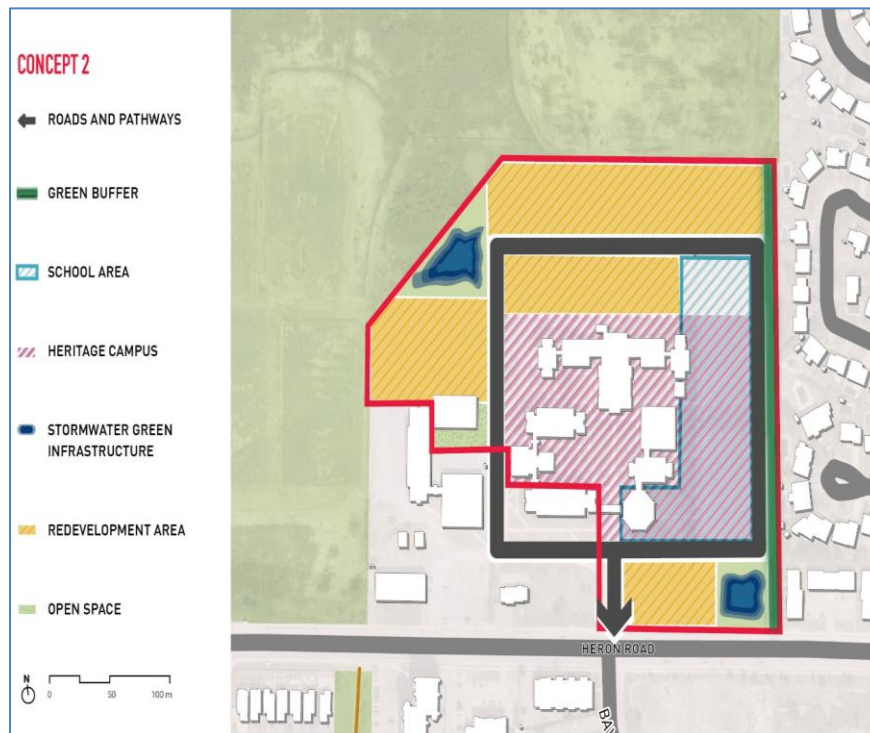 CONCEPT 2
ROADS AND PATHWAYS
GREEN BUFFER
SCHOOL AREA
HERITAGE CAMPUS
STORMWATER GREEN
INFRASTRUCTURE
REDEVELOPMENT AREA
OPEN SPACE
N
0 50 100 m
HERON ROAD
BAY